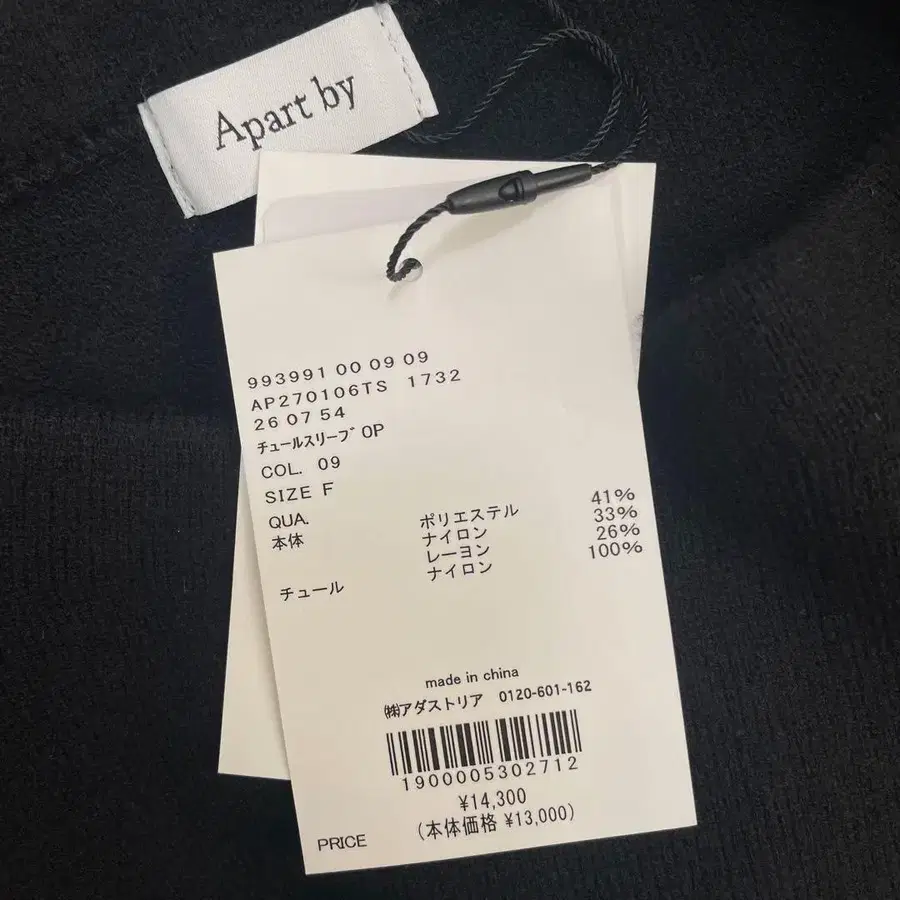 Apart by
993991 00 09 09
AP270106TS 1732
26 07 54
チュールスリーブ OP
COL. 09
SIZE F
QUA.
本体 ポリエステル 41%
ナイロン 33%
レーヨン 26%
チュール ナイロン 100%
made in china
㈱アダストリア 0120-601-162
1900005302712
¥14,300
PRICE (本体価格 ¥13,000)